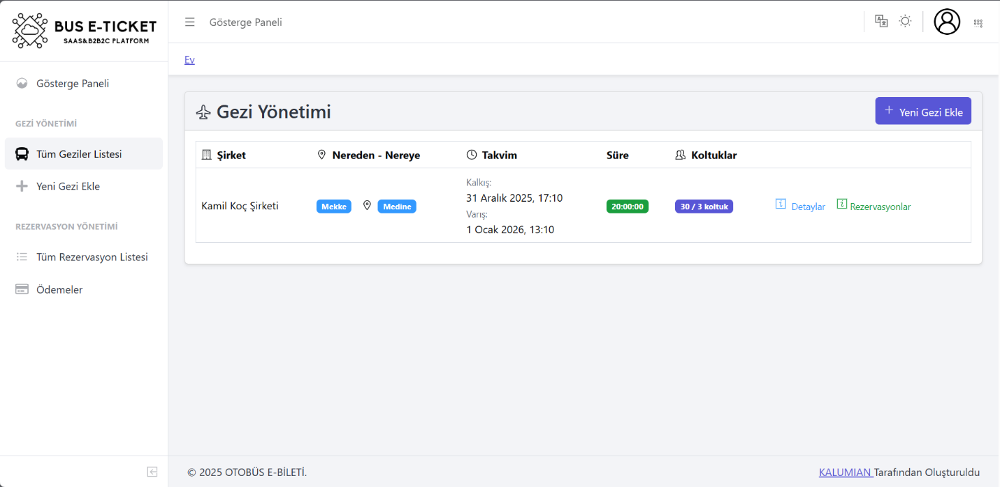 BUS E-TICKET
SAAS&B2B2C PLATFORM
Gösterge Paneli
Ev
Gösterge Paneli
GEZİ YÖNETİMİ
Tüm Geziler Listesi
Yeni Gezi Ekle
REZERVASYON YÖNETİMİ
Tüm Rezervasyon Listesi
Ödemeler
Gezi Yönetimi
Yeni Gezi Ekle
Şirket Nereden - Nereye Takvim Süre Koltuklar
Kalkış:
31 Aralık 2025, 17:10
Kamil Koç Şirketi Mekke Medine 20:00:00 30 / 3 koltuk Detaylar Rezervasyonlar
Varış:
1 Ocak 2026, 13:10
© 2025 OTOBÜS E-BİLETİ. KALUMIAN Tarafından Oluşturuldu